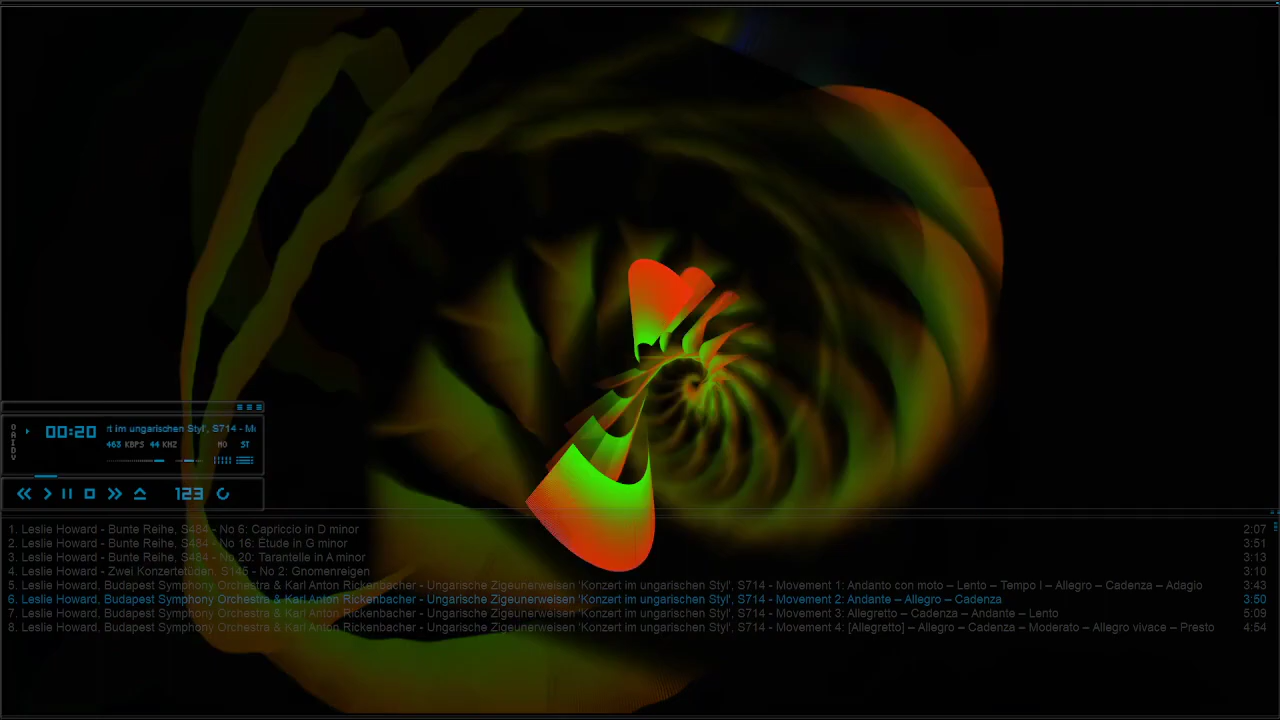 O
A
I
D
V
00:20
rt im ungarischen Styl', S714 - Mo
463 KBPS 44 KHZ MO ST
123
1. Leslie Howard - Bunte Reihe, S484 - No 6: Capriccio in D minor 2:07
2. Leslie Howard - Bunte Reihe, S484 - No 16: Étude in G minor 3:51
3. Leslie Howard - Bunte Reihe, S484 - No 20: Tarantelle in A minor 3:13
4. Leslie Howard - Zwei Konzertetüden, S145 - No 2: Gnomenreigen 3:10
5. Leslie Howard, Budapest Symphony Orchestra & Karl Anton Rickenbacher - Ungarische Zigeunerweisen 'Konzert im ungarischen Styl', S714 - Movement 1: Andanto con moto – Lento – Tempo I – Allegro – Cadenza – Adagio 3:43
6. Leslie Howard, Budapest Symphony Orchestra & Karl Anton Rickenbacher - Ungarische Zigeunerweisen 'Konzert im ungarischen Styl', S714 - Movement 2: Andante – Allegro – Cadenza 3:50
7. Leslie Howard, Budapest Symphony Orchestra & Karl Anton Rickenbacher - Ungarische Zigeunerweisen 'Konzert im ungarischen Styl', S714 - Movement 3: Allegretto – Cadenza – Andante – Lento 5:09
8. Leslie Howard, Budapest Symphony Orchestra & Karl Anton Rickenbacher - Ungarische Zigeunerweisen 'Konzert im ungarischen Styl', S714 - Movement 4: [Allegretto] – Allegro – Cadenza – Moderato – Allegro vivace – Presto 4:54